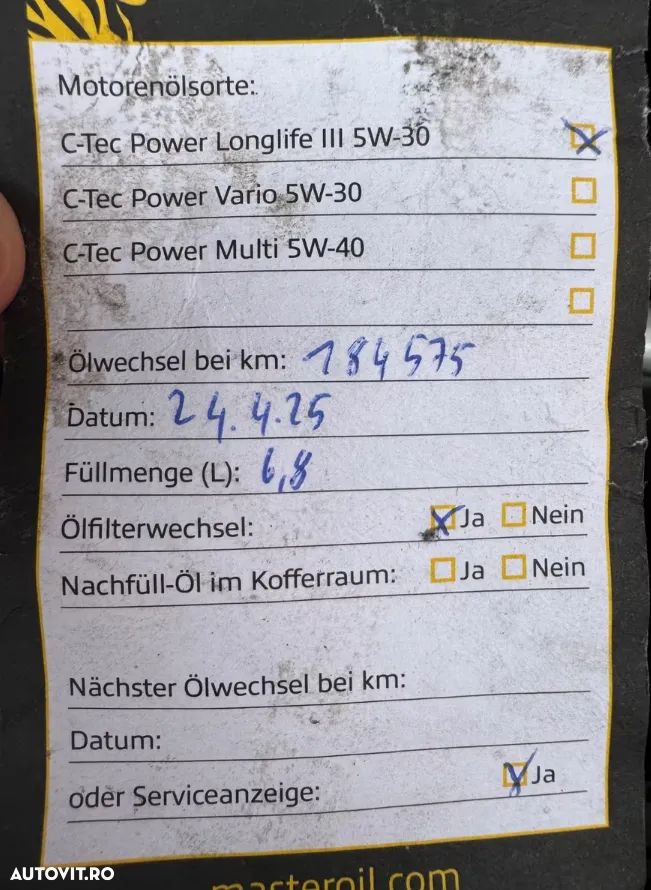 Motorenölsorte:
C-Tec Power Longlife III 5W-30
C-Tec Power Vario 5W-30
C-Tec Power Multi 5W-40
Ölwechsel bei km: 184575
Datum: 24.4.25
Füllmenge (L): 6,8
Ölfilterwechsel: Ja Nein
Nachfüll-Öl im Kofferraum: Ja Nein
Nächster Ölwechsel bei km:
Datum:
oder Serviceanzeige: Ja
masteroil.com
AUTOVIT.RO